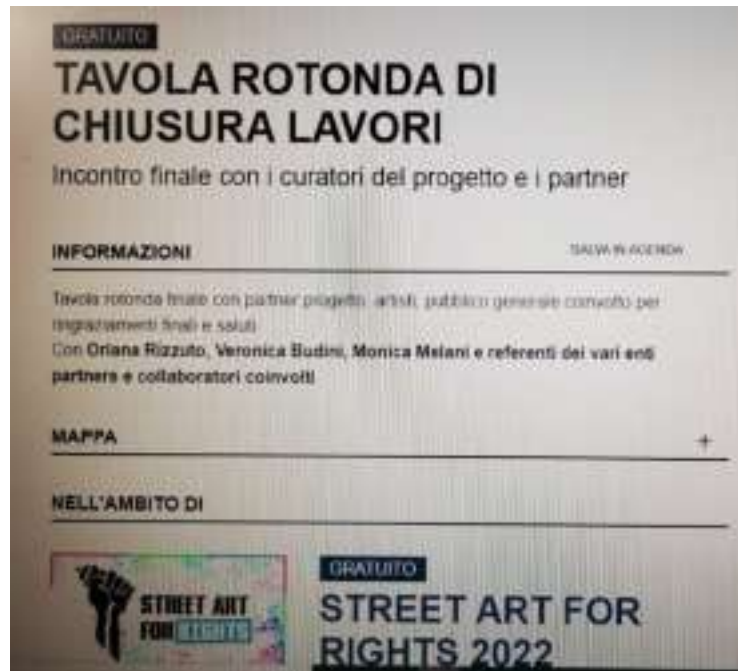 GRATUITO
TAVOLA ROTONDA DI
CHIUSURA LAVORI
Incontro finale con i curatori del progetto e i partner
INFORMAZIONI
SALVA IN AGENDA
Tavola rotonda finale con partner progetto, artisti, pubblico generale coinvolto per
ringraziamenti finali e saluti
Con Oriana Rizzuto, Veronica Budini, Monica Melani e referenti dei vari enti
partners e collaboratori coinvolti
MAPPA +
NELL'AMBITO DI
STREET ART
FOR RIGHTS
GRATUITO
STREET ART FOR
RIGHTS 2022